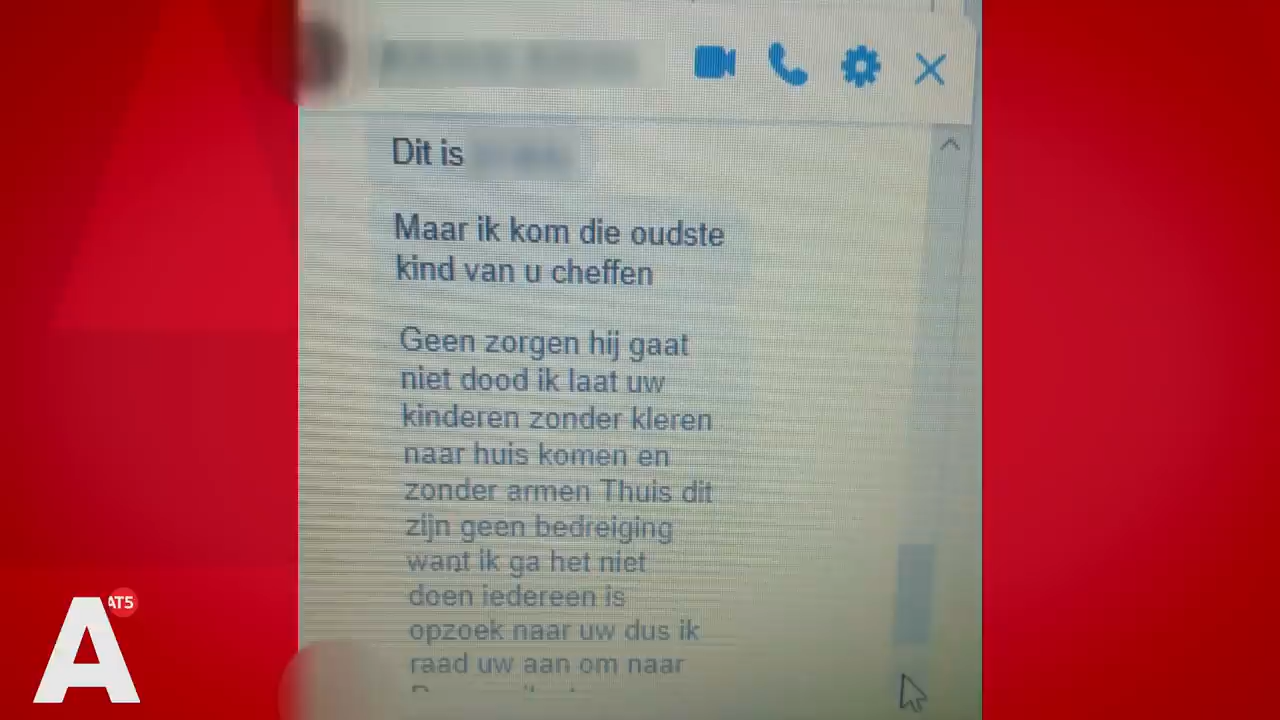 Dit is
Maar ik kom die oudste
kind van u cheffen
Geen zorgen hij gaat
niet dood ik laat uw
kinderen zonder kleren
naar huis komen en
zonder armen Thuis dit
zijn geen bedreiging
want ik ga het niet
doen iedereen is
opzoek naar uw dus ik
raad uw aan om naar
A AT5